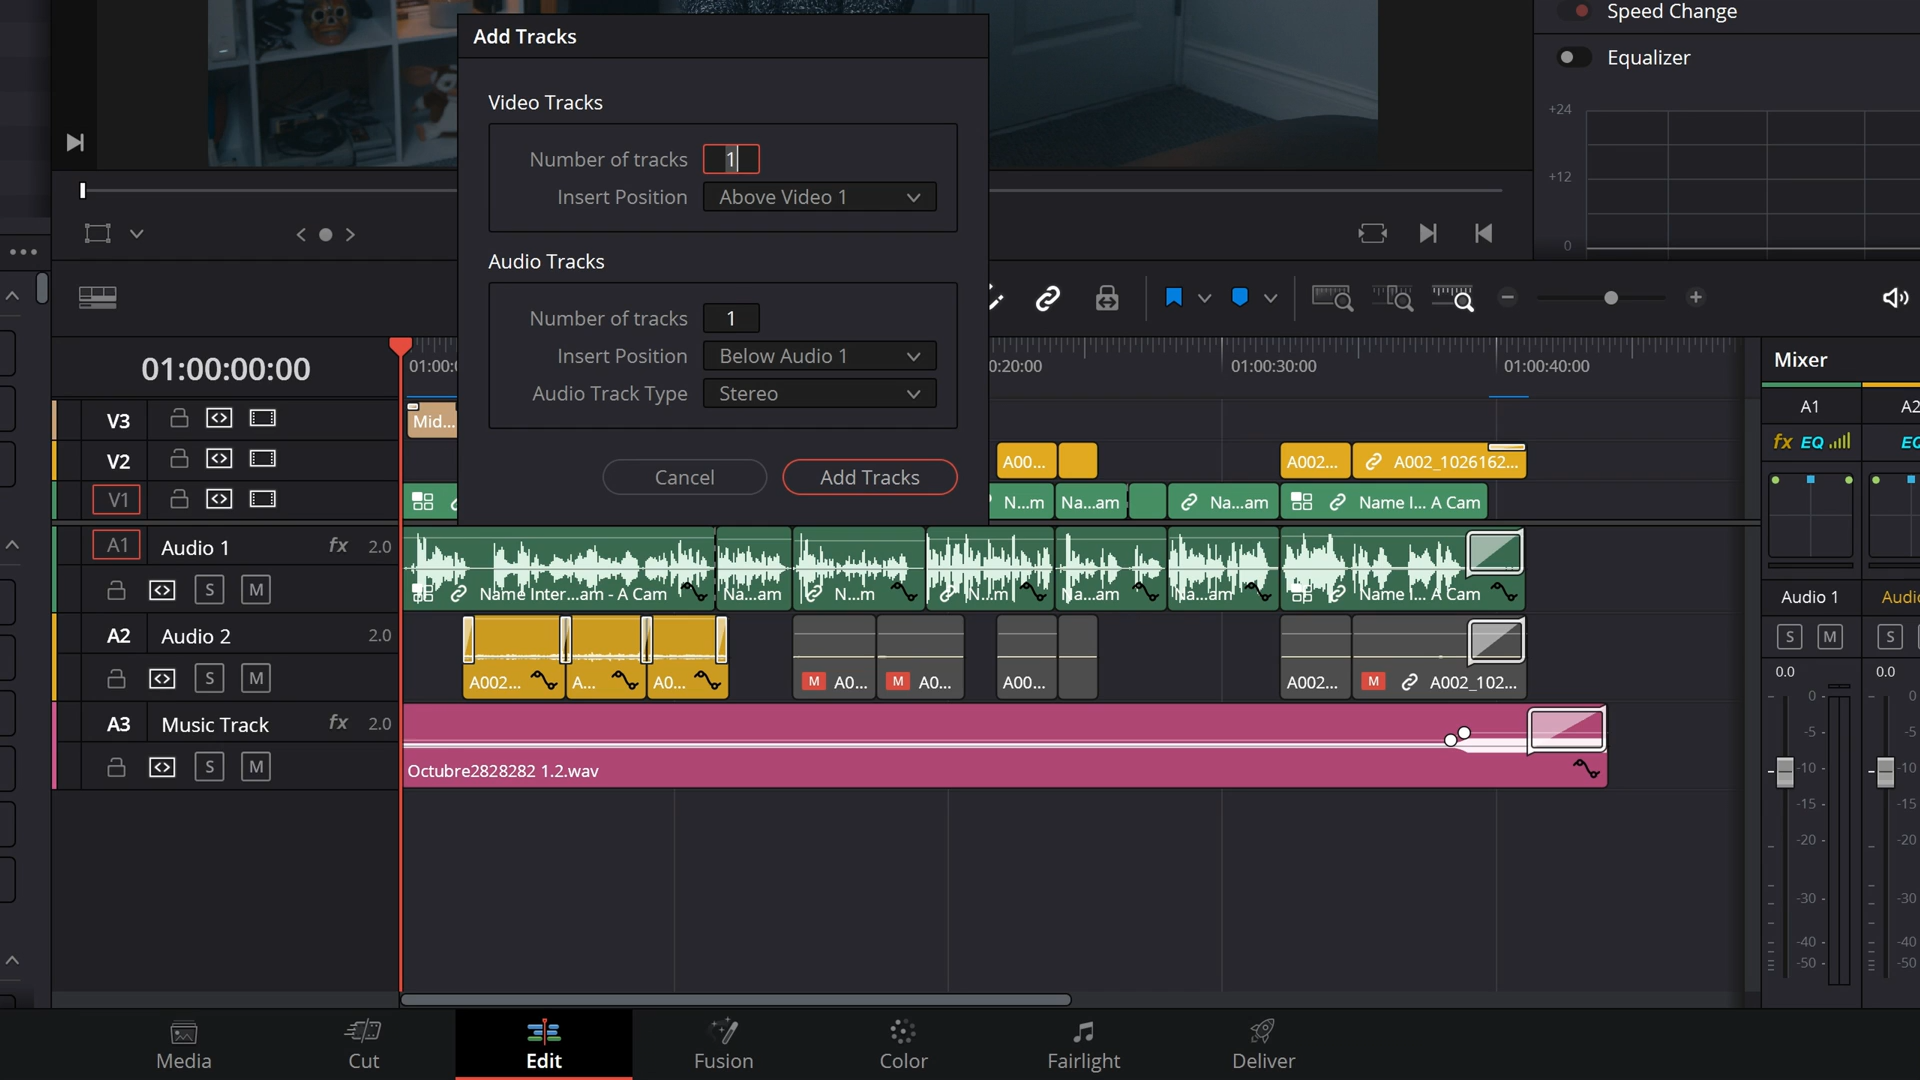 Add Tracks
Video Tracks
Number of tracks 1
Insert Position Above Video 1
Audio Tracks
Number of tracks 1
Insert Position Below Audio 1
Audio Track Type Stereo
Cancel Add Tracks
Speed Change
Equalizer
+24
+12
0
01:00:00:00
01:00:0
0:20:00 01:00:30:00 01:00:40:00
V3
Mid...
V2
A00... A002... A002_1026162...
V1
N...m Na...am Na...am Name I... A Cam
A1 Audio 1 fx 2.0
S M
Name Inter...am - A Cam Na...am N...m N...m Na...am Na...am Name I... A Cam
A2 Audio 2 2.0
S M
A002... A... A0... M A0... M A0... A00... A002... M A002_102...
A3 Music Track fx 2.0
S M
Octubre2828282 1.2.wav
Mixer
A1 A2
fx EQ EQ
Audio 1 Audio
S M S
0.0 0.0
0 - 0
-5 - -5
-10 - -10
-15 - -15
-20 - -20
-30 - -30
-40 - -40
-50 - -50
Media Cut Edit Fusion Color Fairlight Deliver